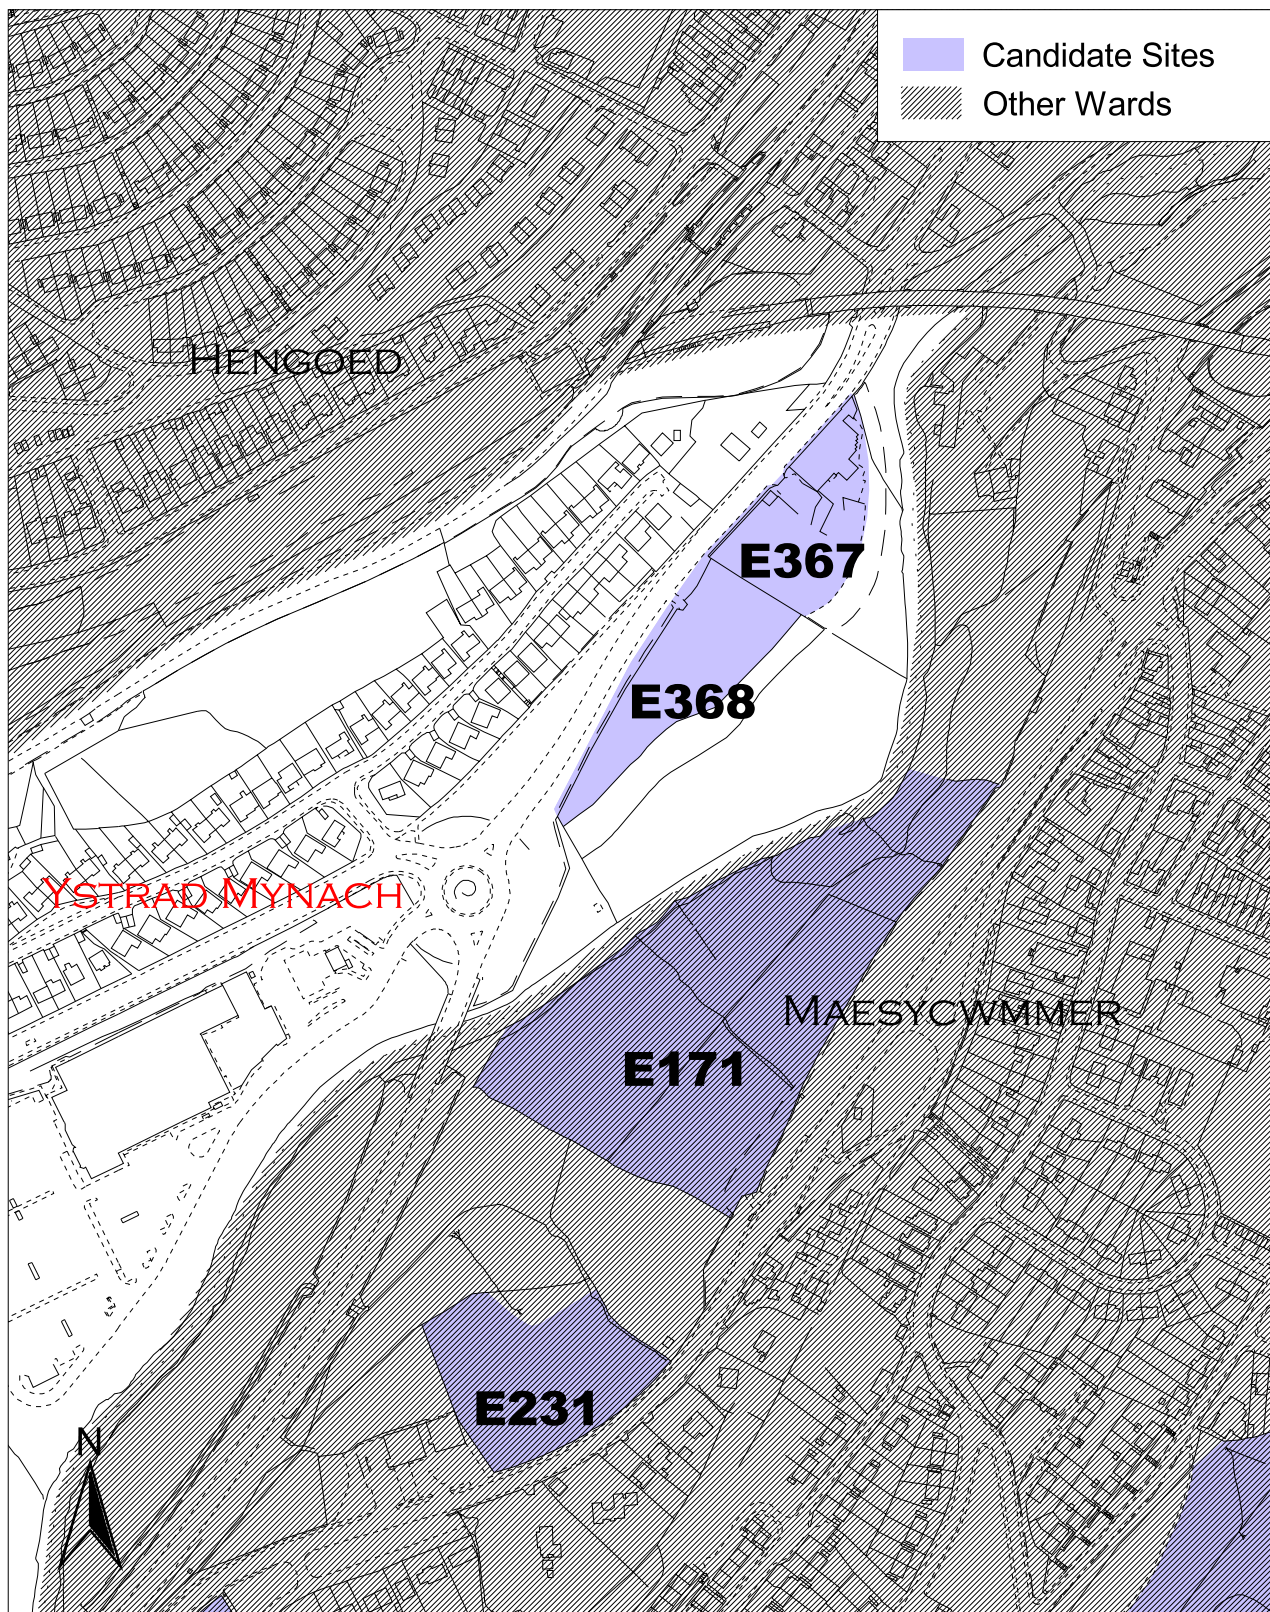 Candidate Sites
Other Wards
HENGOED
E367
E368
YSTRAD MYNACH
MAESYCWMMER
E171
E231
N